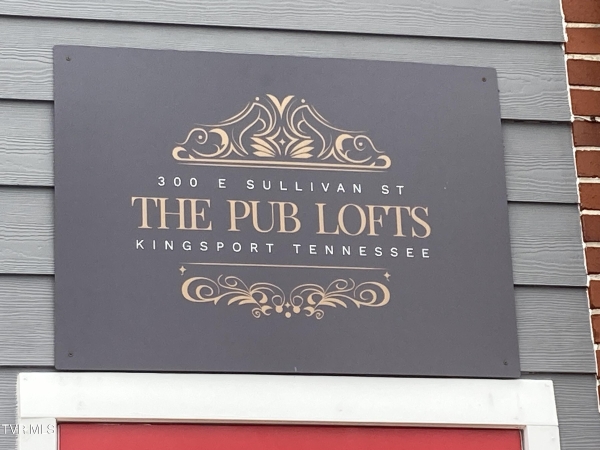 300 E SULLIVAN ST
THE PUB LOFTS
KINGSPORT TENNESSEE
TVRMLS